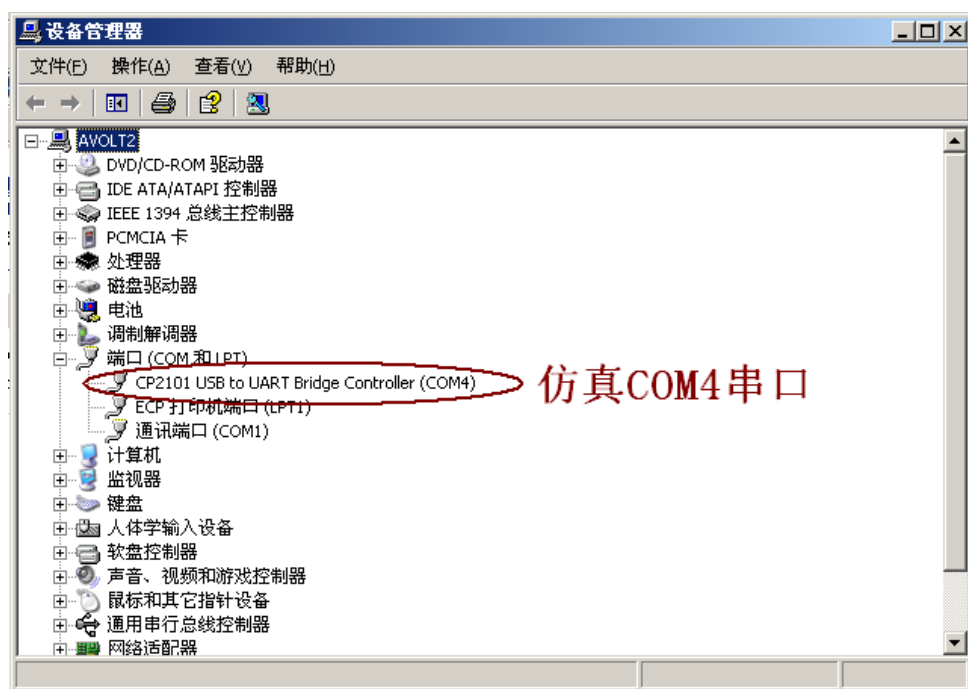 设备管理器
文件(F) 操作(A) 查看(V) 帮助(H)
AVOLT2
DVD/CD-ROM 驱动器
IDE ATA/ATAPI 控制器
IEEE 1394 总线主控制器
PCMCIA 卡
处理器
磁盘驱动器
电池
调制解调器
端口 (COM 和 LPT)
CP2101 USB to UART Bridge Controller (COM4) 仿真COM4串口
ECP 打印机端口 (LPT1)
通讯端口 (COM1)
计算机
监视器
键盘
人体学输入设备
软盘控制器
声音、视频和游戏控制器
鼠标和其它指针设备
通用串行总线控制器
网络适配器